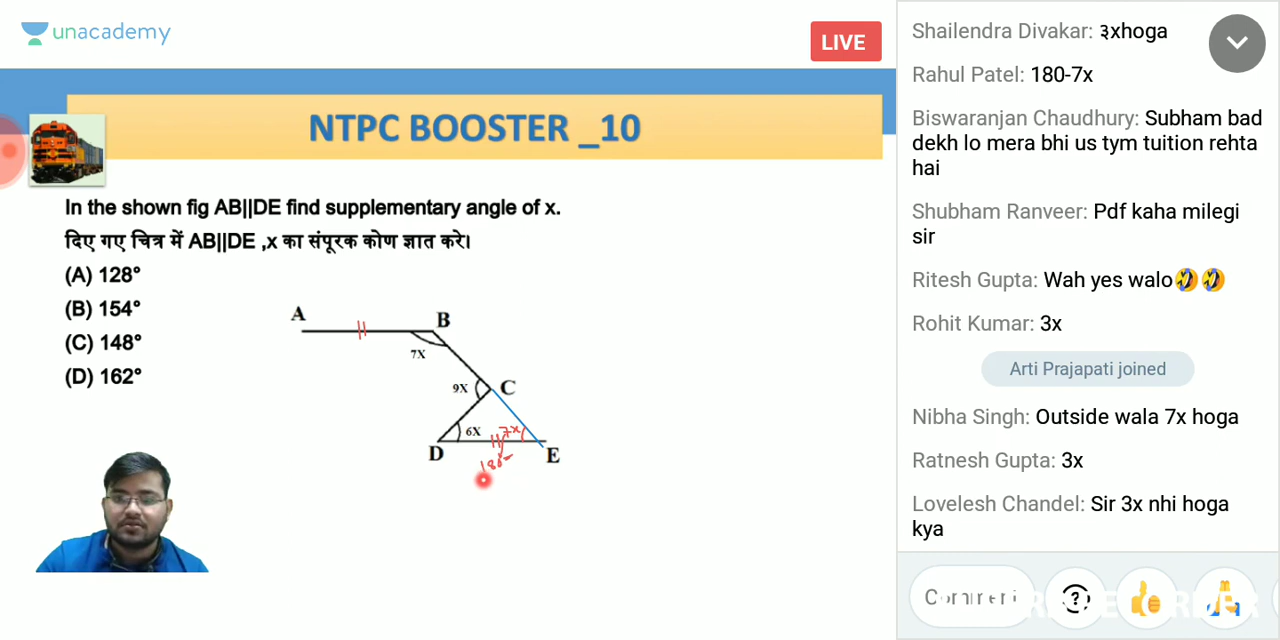 unacademy
LIVE
NTPC BOOSTER _10
In the shown fig AB||DE find supplementary angle of x.
दिए गए चित्र में AB||DE ,x का संपूरक कोण ज्ञात करे।
(A) 128°
(B) 154°
(C) 148°
(D) 162°
A
B
7X
9X
C
6X
7x
D
E
180-
Shailendra Divakar: ३xhoga
Rahul Patel: 180-7x
Biswaranjan Chaudhury: Subham bad
dekh lo mera bhi us tym tuition rehta
hai
Shubham Ranveer: Pdf kaha milegi
sir
Ritesh Gupta: Wah yes walo🤣🤣
Rohit Kumar: 3x
Arti Prajapati joined
Nibha Singh: Outside wala 7x hoga
Ratnesh Gupta: 3x
Lovelesh Chandel: Sir 3x nhi hoga
kya